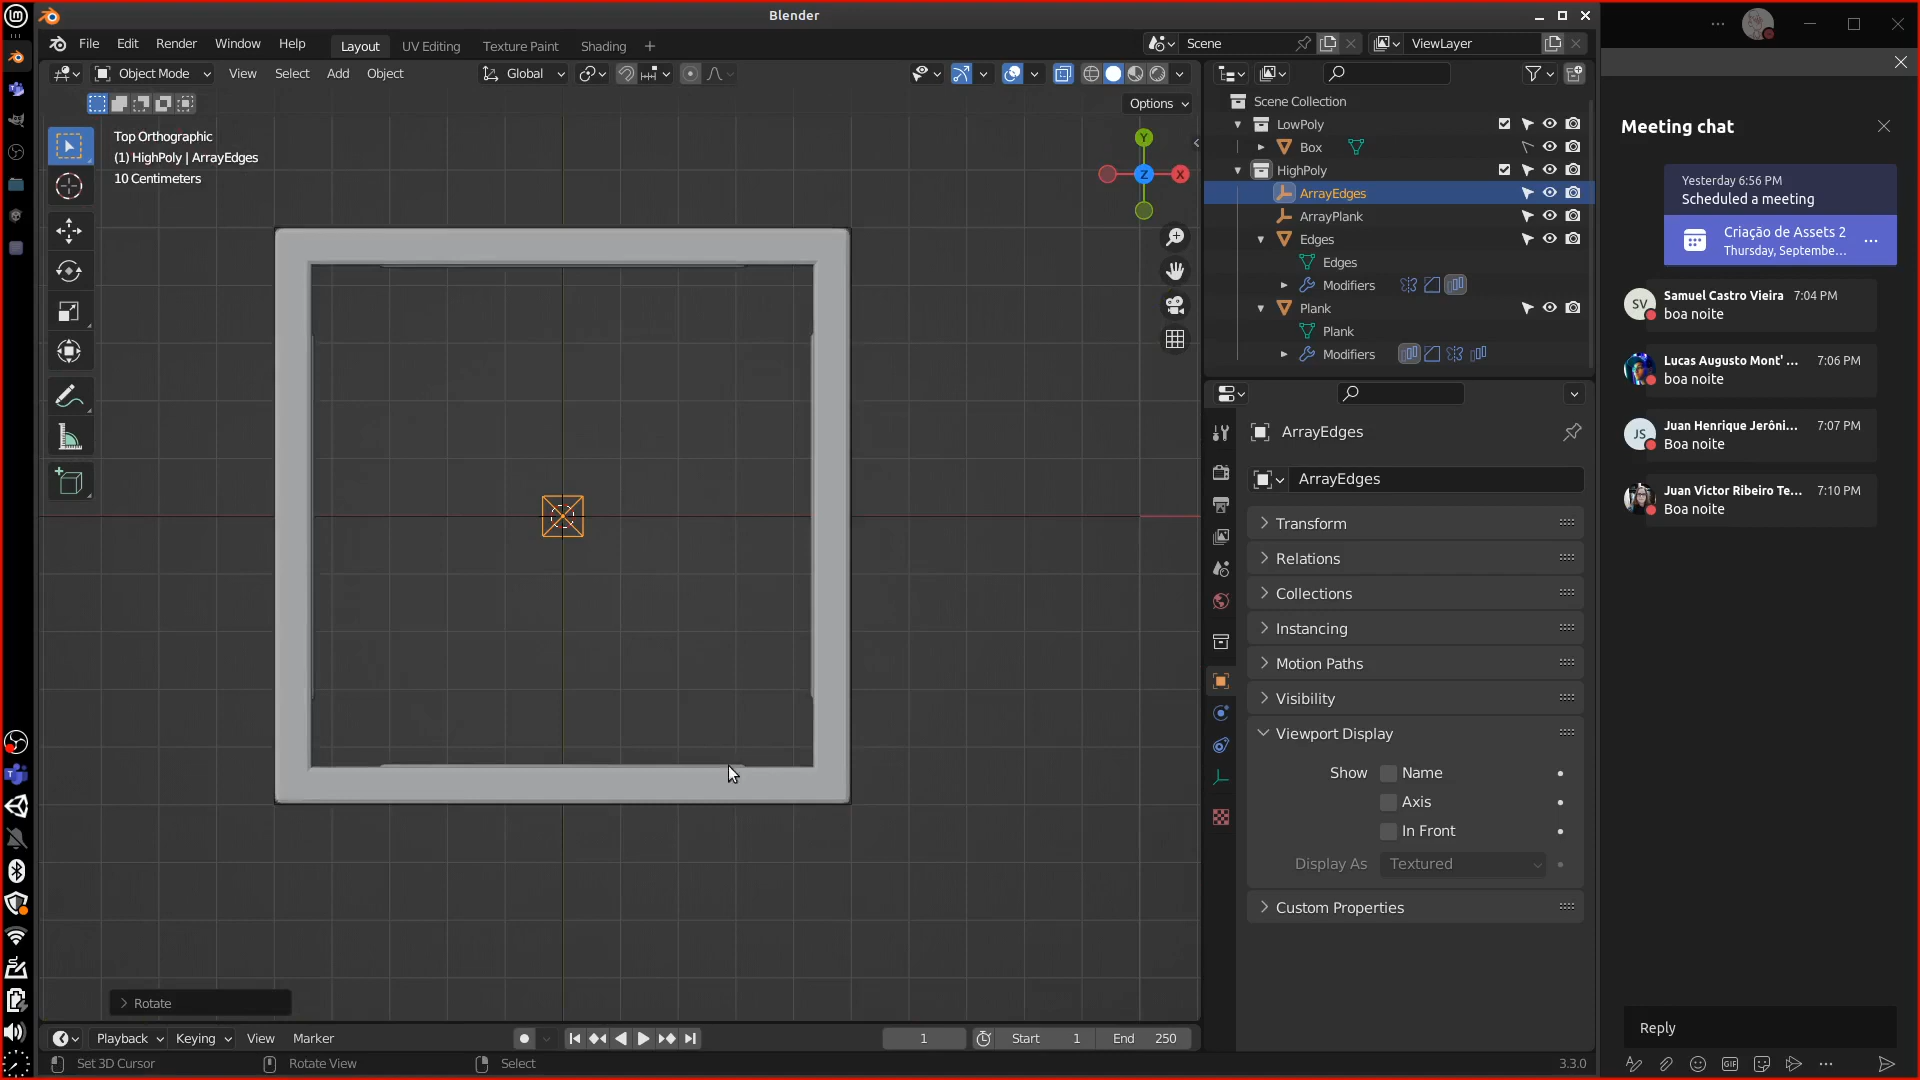 Blender
File Edit Render Window Help
Layout UV Editing Texture Paint Shading +
Scene
ViewLayer
Object Mode View Select Add Object
Global
Options
Top Orthographic
(1) HighPoly | ArrayEdges
10 Centimeters
Y
Z
X
Rotate
Scene Collection
LowPoly
Box
HighPoly
ArrayEdges
ArrayPlank
Edges
Edges
Modifiers
Plank
Plank
Modifiers
ArrayEdges
ArrayEdges
Transform
Relations
Collections
Instancing
Motion Paths
Visibility
Viewport Display
Show Name
Axis
In Front
Display As Textured
Custom Properties
Playback Keying View Marker
1 Start 1 End 250
Set 3D Cursor Rotate View Select 3.3.0
Meeting chat
Yesterday 6:56 PM
Scheduled a meeting
Criação de Assets 2
Thursday, Septembe...
SV
Samuel Castro Vieira 7:04 PM
boa noite
Lucas Augusto Mont' ... 7:06 PM
boa noite
JS
Juan Henrique Jerôni... 7:07 PM
Boa noite
Juan Victor Ribeiro Te... 7:10 PM
Boa noite
Reply
GIF